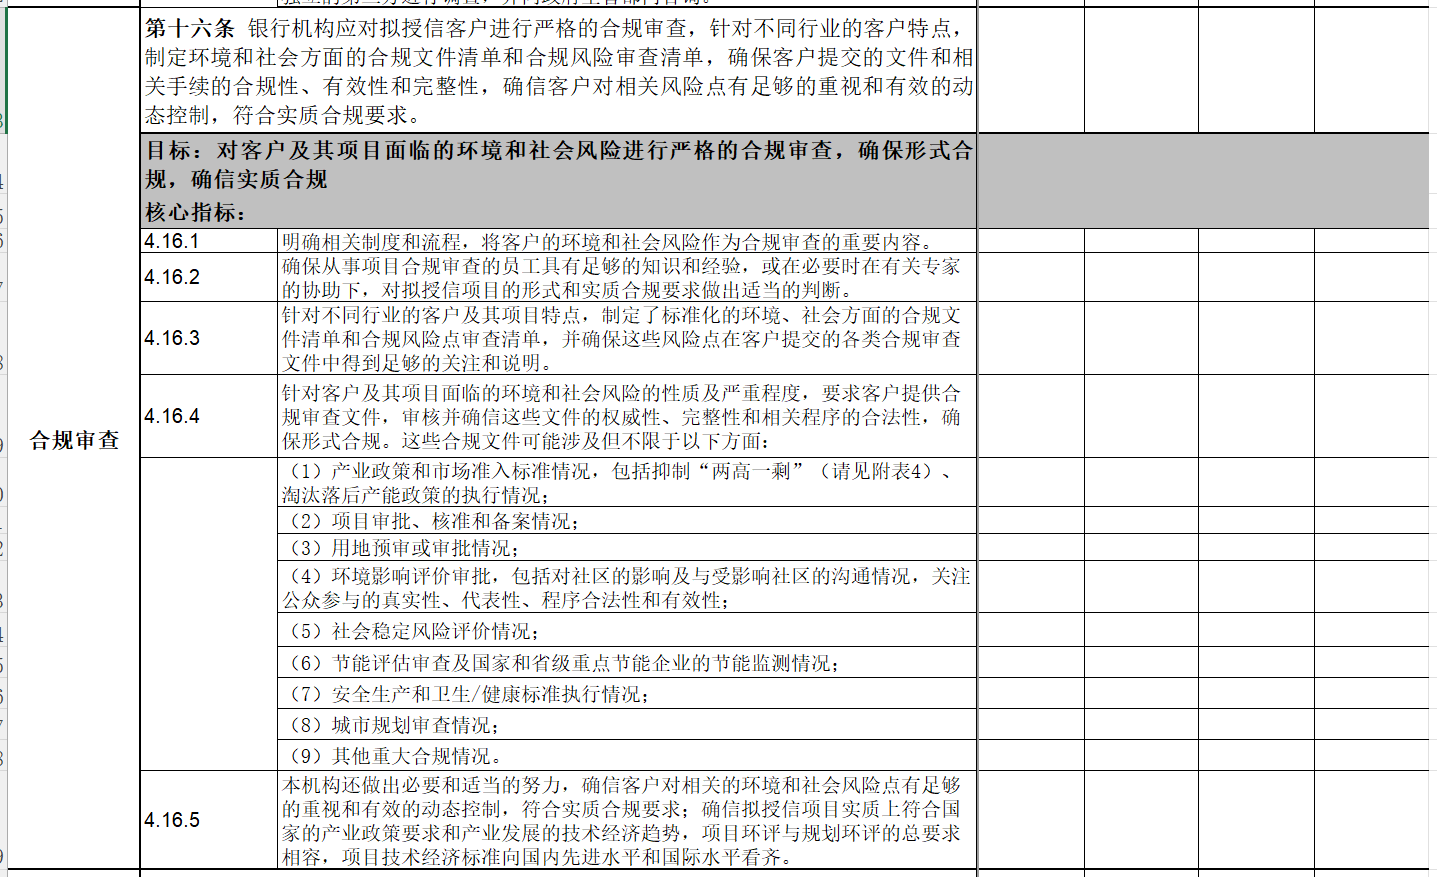 第十六条 银行机构应对拟授信客户进行严格的合规审查，针对不同行业的客户特点，
制定环境和社会方面的合规文件清单和合规风险审查清单，确保客户提交的文件和相
关手续的合规性、有效性和完整性，确信客户对相关风险点有足够的重视和有效的动
态控制，符合实质合规要求。
目标：对客户及其项目面临的环境和社会风险进行严格的合规审查，确保形式合
规，确信实质合规
核心指标：
4.16.1 明确相关制度和流程，将客户的环境和社会风险作为合规审查的重要内容。
4.16.2
确保从事项目合规审查的员工具有足够的知识和经验，或在必要时在有关专家
的协助下，对拟授信项目的形式和实质合规要求做出适当的判断。
4.16.3
针对不同行业的客户及其项目特点，制定了标准化的环境、社会方面的合规文
件清单和合规风险点审查清单，并确保这些风险点在客户提交的各类合规审查
文件中得到足够的关注和说明。
合规审查
4.16.4
针对客户及其项目面临的环境和社会风险的性质及严重程度，要求客户提供合
规审查文件，审核并确信这些文件的权威性、完整性和相关程序的合法性，确
保形式合规。这些合规文件可能涉及但不限于以下方面：
（1）产业政策和市场准入标准情况，包括抑制“两高一剩”（请见附表4）、
淘汰落后产能政策的执行情况；
（2）项目审批、核准和备案情况；
（3）用地预审或审批情况；
（4）环境影响评价审批，包括对社区的影响及与受影响社区的沟通情况，关注
公众参与的真实性、代表性、程序合法性和有效性；
（5）社会稳定风险评价情况；
（6）节能评估审查及国家和省级重点节能企业的节能监测情况；
（7）安全生产和卫生/健康标准执行情况；
（8）城市规划审查情况；
（9）其他重大合规情况。
4.16.5
本机构还做出必要和适当的努力，确信客户对相关的环境和社会风险点有足够
的重视和有效的动态控制，符合实质合规要求；确信拟授信项目实质上符合国
家的产业政策要求和产业发展的技术经济趋势，项目环评与规划环评的总要求
相容，项目技术经济标准向国内先进水平和国际水平看齐。